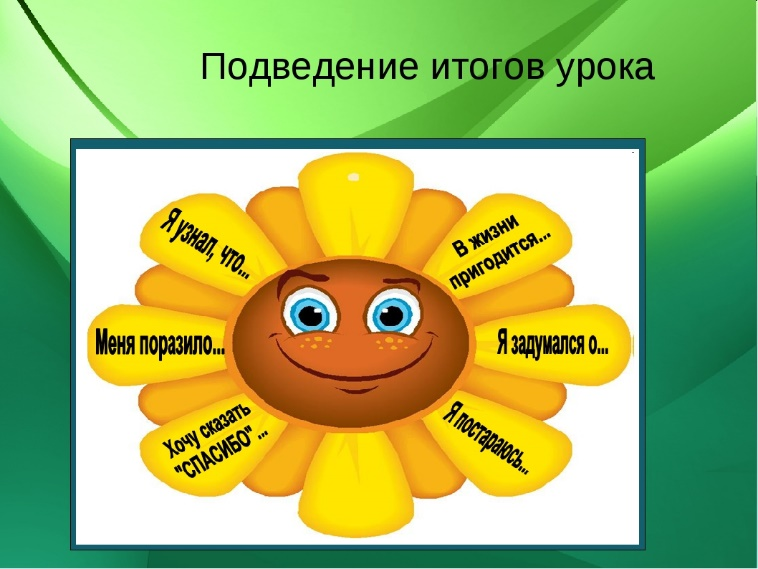 Подведение итогов урока
Я узнал, что...
В жизни
пригодится...
Меня поразило...
Я задумался о...
Хочу сказать
"СПАСИБО" ...
Я постараюсь...